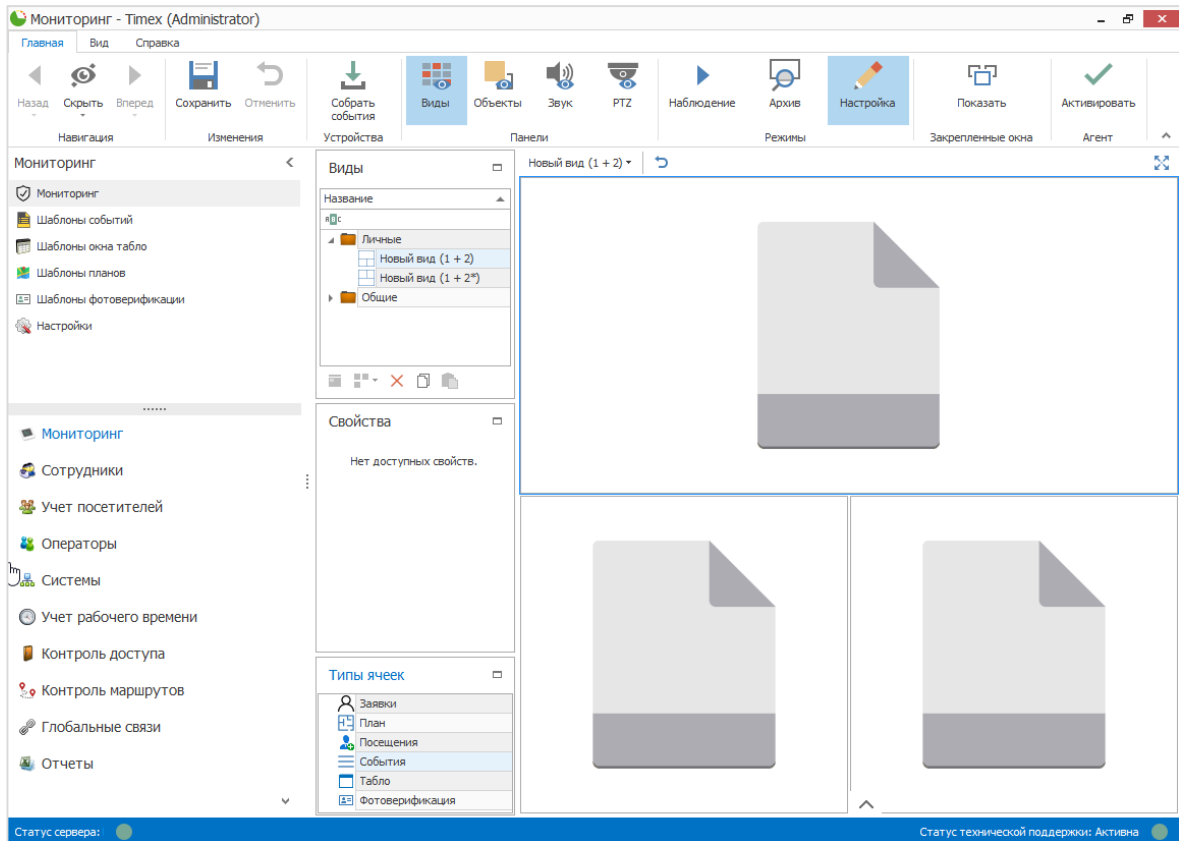 Мониторинг - Timex (Administrator)
Главная Вид Справка
Назад Скрыть Вперед Сохранить Отменить Собрать события Виды Объекты Звук PTZ Наблюдение Архив Настройка Показать Активировать
Навигация Изменения Устройства Панели Режимы Закрепленные окна Агент
Мониторинг
Мониторинг
Шаблоны событий
Шаблоны окна табло
Шаблоны планов
Шаблоны фотоверификации
Настройки
Мониторинг
Сотрудники
Учет посетителей
Операторы
Системы
Учет рабочего времени
Контроль доступа
Контроль маршрутов
Глобальные связи
Отчеты
Виды
Название
Личные
Новый вид (1 + 2)
Новый вид (1 + 2*)
Общие
Свойства
Нет доступных свойств.
Типы ячеек
Заявки
План
Посещения
События
Табло
Фотоверификация
Новый вид (1 + 2)
Статус сервера:
Статус технической поддержки: Активна